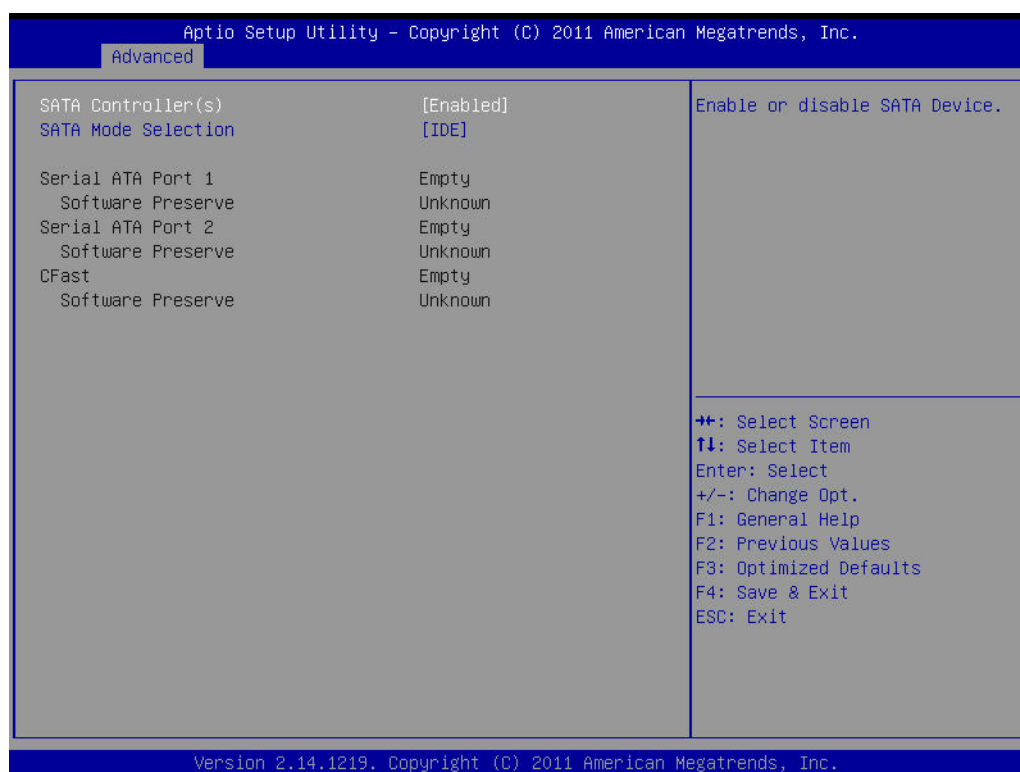 Aptio Setup Utility – Copyright (C) 2011 American Megatrends, Inc.
Advanced
SATA Controller(s) [Enabled]
SATA Mode Selection [IDE]
Serial ATA Port 1 Empty
Software Preserve Unknown
Serial ATA Port 2 Empty
Software Preserve Unknown
CFast Empty
Software Preserve Unknown
Enable or disable SATA Device.
→←: Select Screen
↑↓: Select Item
Enter: Select
+/-: Change Opt.
F1: General Help
F2: Previous Values
F3: Optimized Defaults
F4: Save & Exit
ESC: Exit
Version 2.14.1219. Copyright (C) 2011 American Megatrends, Inc.